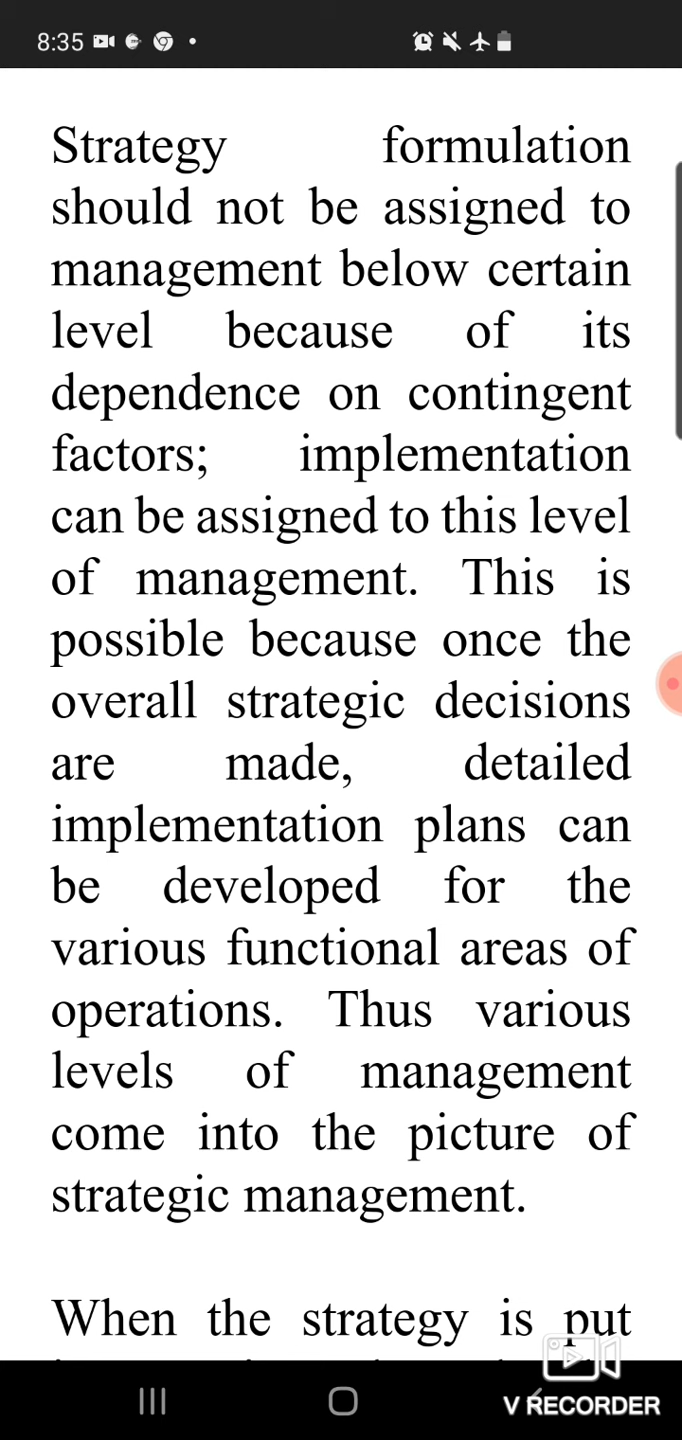 8:35
Strategy formulation
should not be assigned to
management below certain
level because of its
dependence on contingent
factors; implementation
can be assigned to this level
of management. This is
possible because once the
overall strategic decisions
are made, detailed
implementation plans can
be developed for the
various functional areas of
operations. Thus various
levels of management
come into the picture of
strategic management.
When the strategy is put
V RECORDER